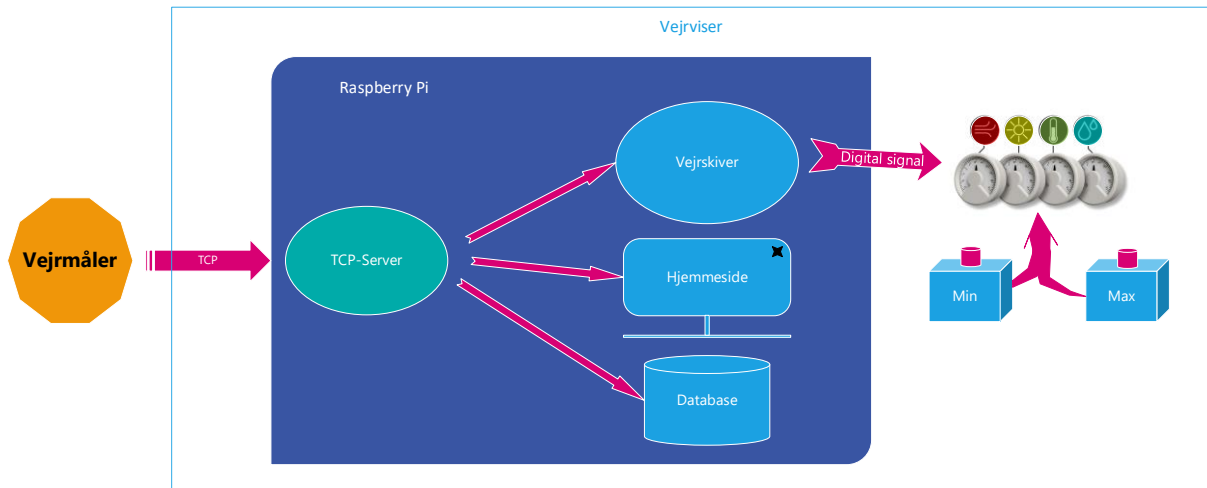 Vejrviser
Raspberry Pi
Vejrskiver
Digital signal
Vejrmåler
TCP
TCP-Server
Hjemmeside
Min
Max
Database